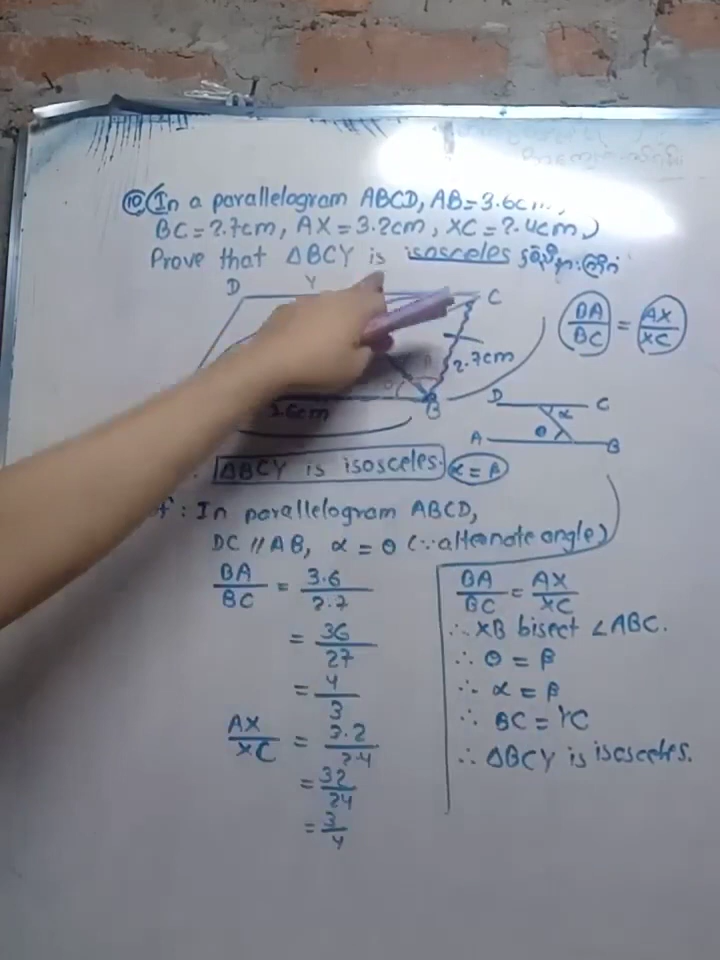 ⑩ In a parallelogram ABCD, AB=3.6c
BC=2.7cm, AX=3.2cm, XC=2.4cm)
Prove that ΔBCY is isosceles
D Y C
BA/BC = AX/XC
2.7cm
3.6cm B
D C
α
A θ B
ΔBCY is isosceles. α=β
f: In parallelogram ABCD,
DC // AB, α = θ (∵ alternate angle)
BA/BC = 3.6/2.7
= 36/27
= 4/3
AX/XC = 3.2/2.4
= 32/24
= 3/4
BA/BC = AX/XC
∴ XB bisect ∠ABC.
∴ θ = β
∴ α = β
∴ BC = YC
∴ ΔBCY is isosceles.